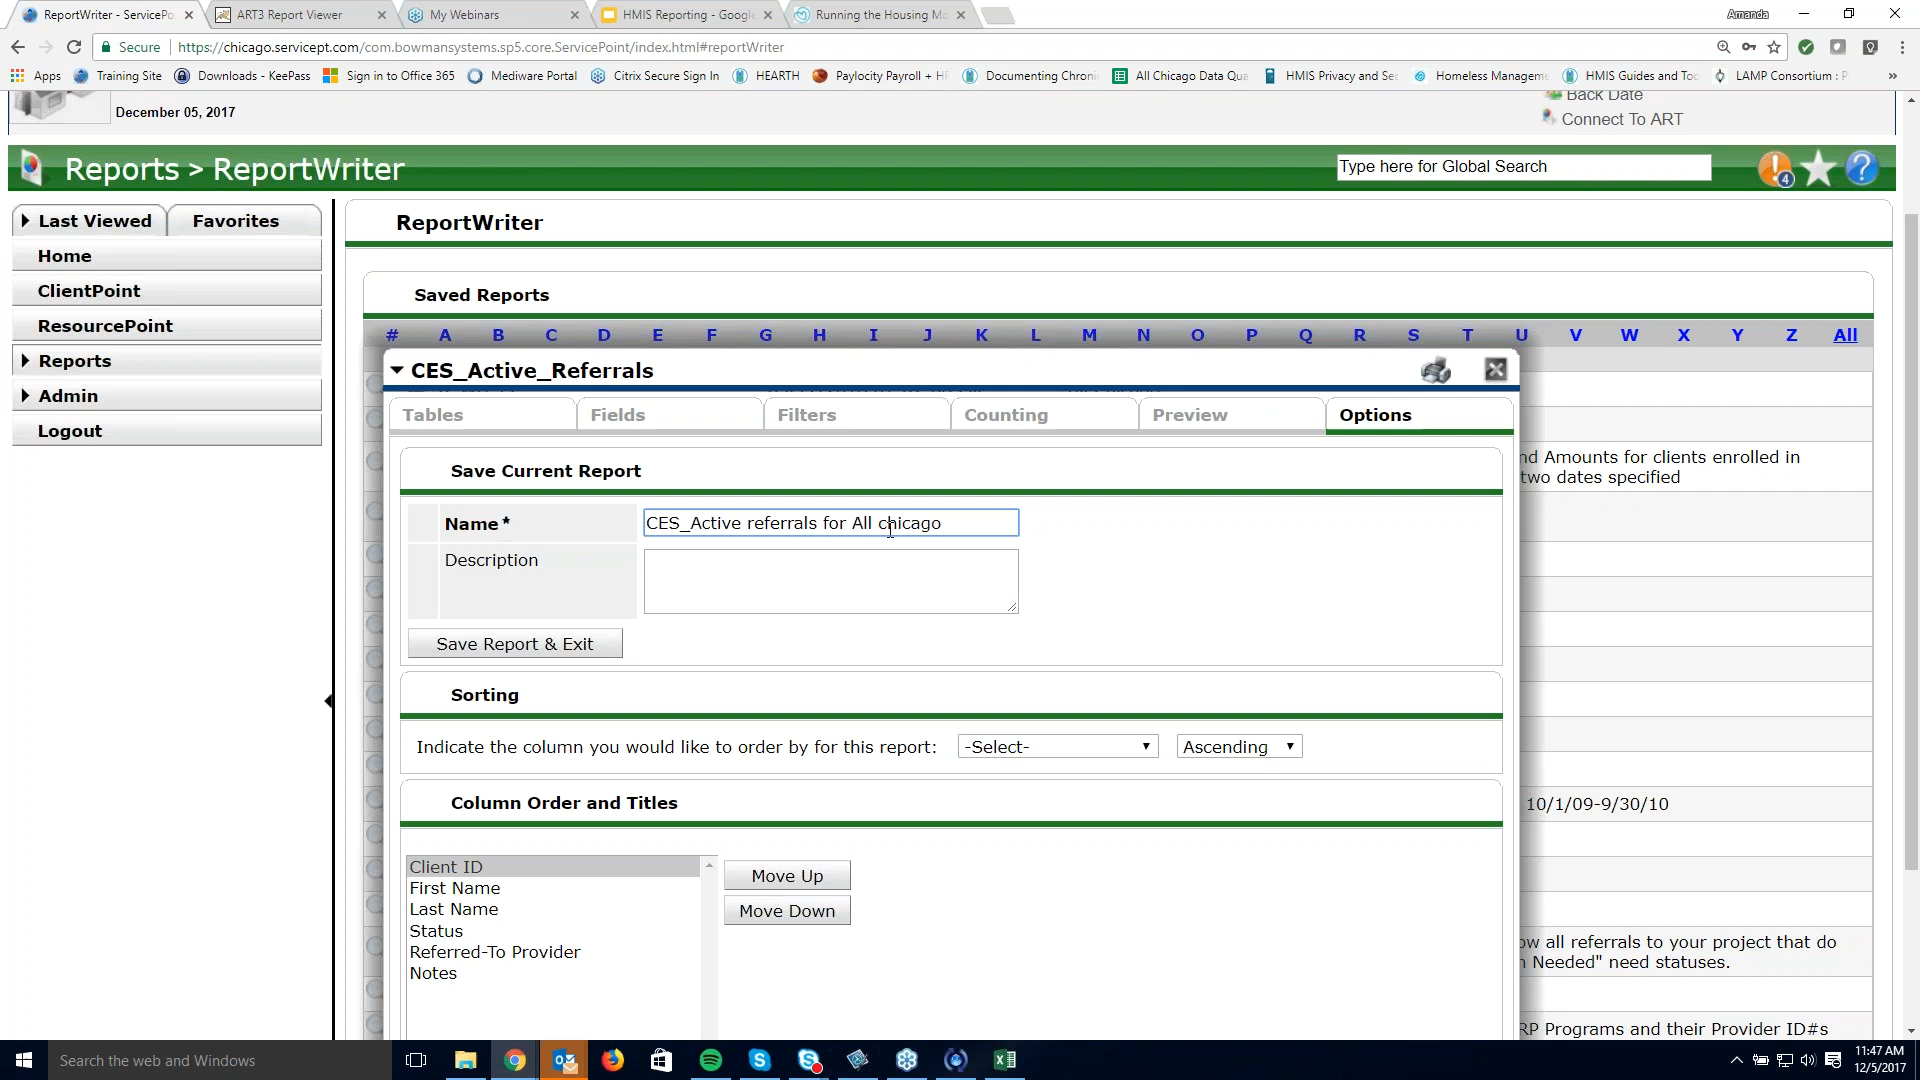 ReportWriter - ServicePo
ART3 Report Viewer
My Webinars
HMIS Reporting - Google
Running the Housing Mo
Amanda
Secure
https://chicago.servicept.com/com.bowmansystems.sp5.core.ServicePoint/index.html#reportWriter
Apps
Training Site
Downloads - KeePass
Sign in to Office 365
Mediware Portal
Citrix Secure Sign In
HEARTH
Paylocity Payroll + H
Documenting Chroni
All Chicago Data Qua
HMIS Privacy and Sec
Homeless Manageme
HMIS Guides and Too
LAMP Consortium : P
»
December 05, 2017
Back Date
Connect To ART
Reports > ReportWriter
Type here for Global Search
4
?
Last Viewed
Favorites
Home
ClientPoint
ResourcePoint
Reports
Admin
Logout
ReportWriter
Saved Reports
# A B C D E F G H I J K L M N O P Q R S T U V W X Y Z All
CES_Active_Referrals
Tables
Fields
Filters
Counting
Preview
Options
nd Amounts for clients enrolled in
two dates specified
Save Current Report
Name*
CES_Active referrals for All chicago
Description
Save Report & Exit
Sorting
Indicate the column you would like to order by for this report:
-Select-
Ascending
Column Order and Titles
10/1/09-9/30/10
Client ID
First Name
Last Name
Status
Referred-To Provider
Notes
Move Up
Move Down
ow all referrals to your project that do
n Needed" need statuses.
RP Programs and their Provider ID#s
Search the web and Windows
11:47 AM
12/5/2017